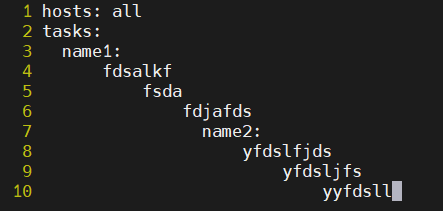 1 hosts: all
2 tasks:
3   name1:
4       fdsalkf
5           fsda
6               fdjafds
7                 name2:
8                     yfdslfjds
9                         yfdsljfs
10                             yyfdsll